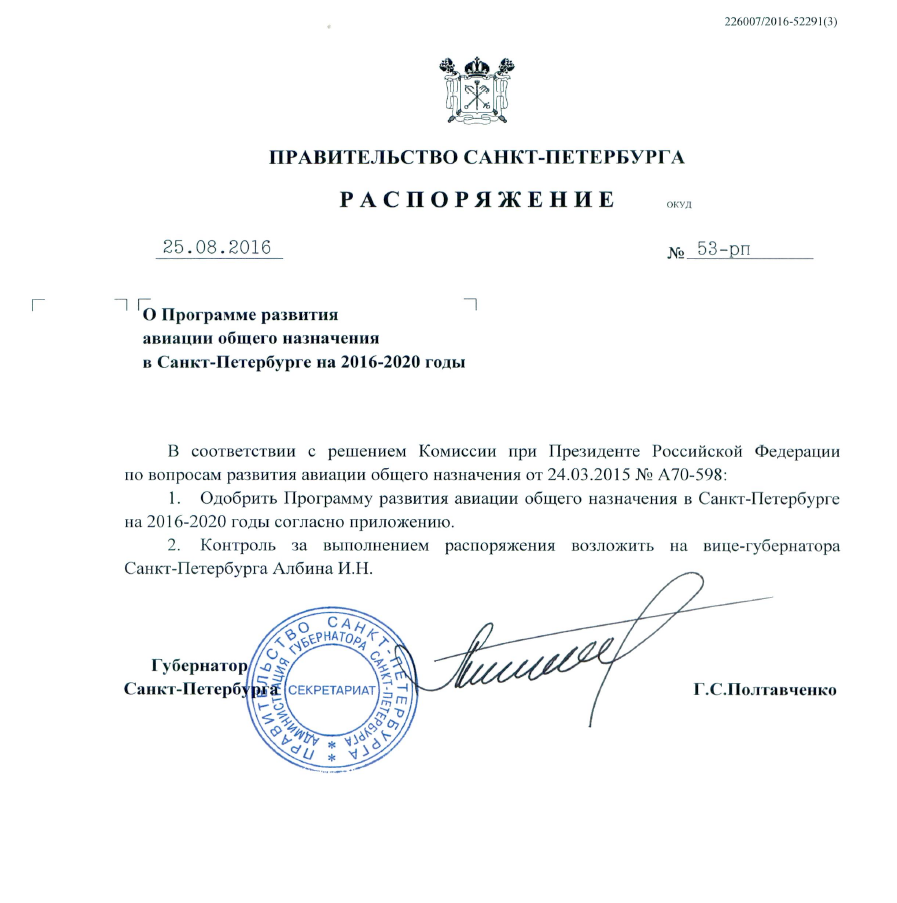 226007/2016-52291(3)
ПРАВИТЕЛЬСТВО САНКТ-ПЕТЕРБУРГА
РАСПОРЯЖЕНИЕ ОКУД
25.08.2016 № 53-рп
О Программе развития
авиации общего назначения
в Санкт-Петербурге на 2016-2020 годы
В соответствии с решением Комиссии при Президенте Российской Федерации
по вопросам развития авиации общего назначения от 24.03.2015 № А70-598:
1. Одобрить Программу развития авиации общего назначения в Санкт-Петербурге
на 2016-2020 годы согласно приложению.
2. Контроль за выполнением распоряжения возложить на вице-губернатора
Санкт-Петербурга Албина И.Н.
Губернатор
Санкт-Петербурга Г.С.Полтавченко
ПРАВИТЕЛЬСТВО САНКТ-ПЕТЕРБУРГА *
АДМИНИСТРАЦИЯ ГУБЕРНАТОРА САНКТ-ПЕТЕРБУРГА *
СЕКРЕТАРИАТ